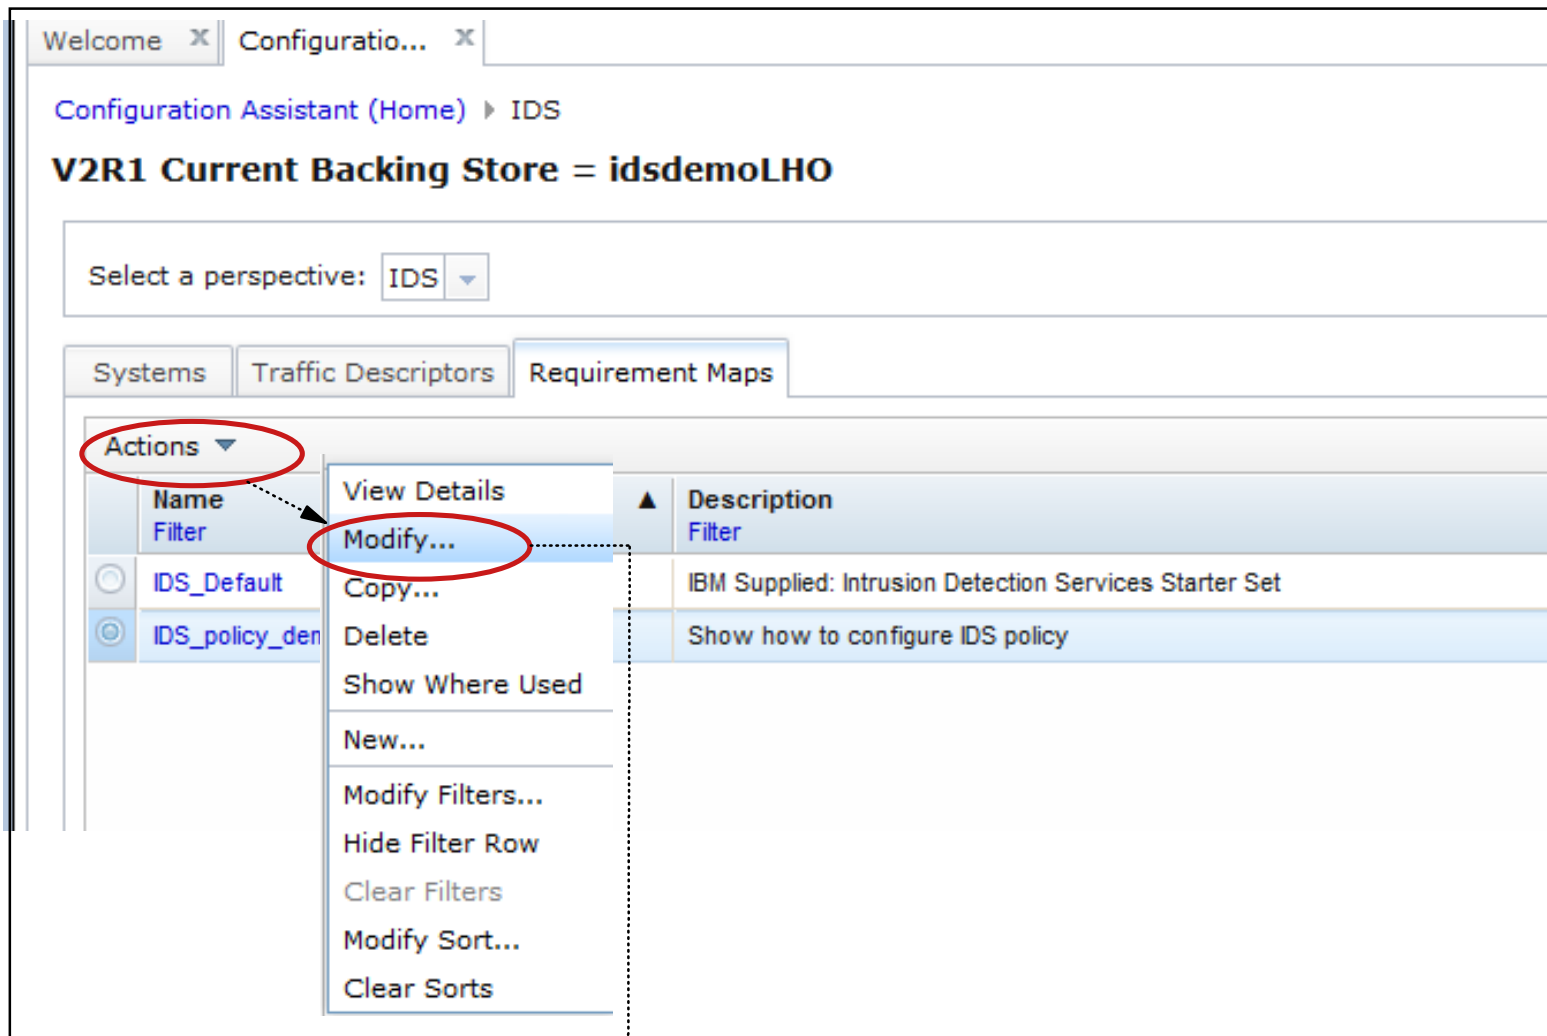 Welcome x Configuratio... x
Configuration Assistant (Home) IDS
V2R1 Current Backing Store = idsdemoLHO
Select a perspective: IDS
Systems Traffic Descriptors Requirement Maps
Actions
Name Description
Filter Filter
IDS_Default IBM Supplied: Intrusion Detection Services Starter Set
IDS_policy_den Show how to configure IDS policy
View Details
Modify...
Copy...
Delete
Show Where Used
New...
Modify Filters...
Hide Filter Row
Clear Filters
Modify Sort...
Clear Sorts